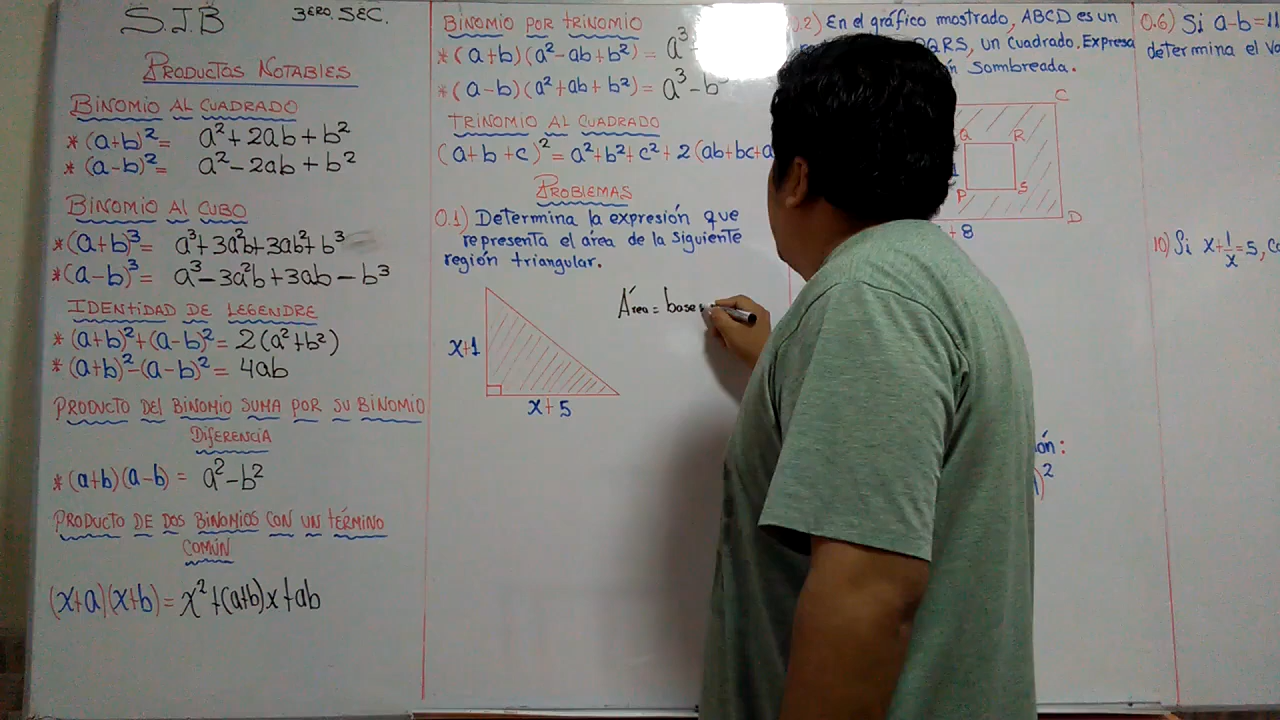 S.J.B 3ERO. SEC.
PRODUCTOS NOTABLES
BINOMIO AL CUADRADO
* (a+b)² = a² + 2ab + b²
* (a-b)² = a² - 2ab + b²
BINOMIO AL CUBO
* (a+b)³ = a³+3a²b+3ab²+b³
* (a-b)³ = a³-3a²b+3ab-b³
IDENTIDAD DE LEGENDRE
* (a+b)²+(a-b)² = 2(a²+b²)
* (a+b)²-(a-b)² = 4ab
PRODUCTO DEL BINOMIO SUMA POR SU BINOMIO
DIFERENCIA
* (a+b)(a-b) = a²-b²
PRODUCTO DE DOS BINOMIOS CON UN TÉRMINO
COMÚN
(x+a)(x+b) = x²+(a+b)x+ab
BINOMIO POR TRINOMIO
* (a+b)(a²-ab+b²) = a³
* (a-b)(a²+ab+b²) = a³-b³
TRINOMIO AL CUADRADO
(a+b+c)² = a²+b²+c²+2(ab+bc+a
PROBLEMAS
0.1) Determina la expresión que
representa el área de la siguiente
región triangular.
Área = base
x+1
x+5
.2) En el gráfico mostrado, ABCD es un
PQRS, un cuadrado. Expresa
sombreada.
C
Q R
P S
D
+ 8
ón:
)²
0.6) Si a-b=11
determina el
10) Si x+1/x=5,